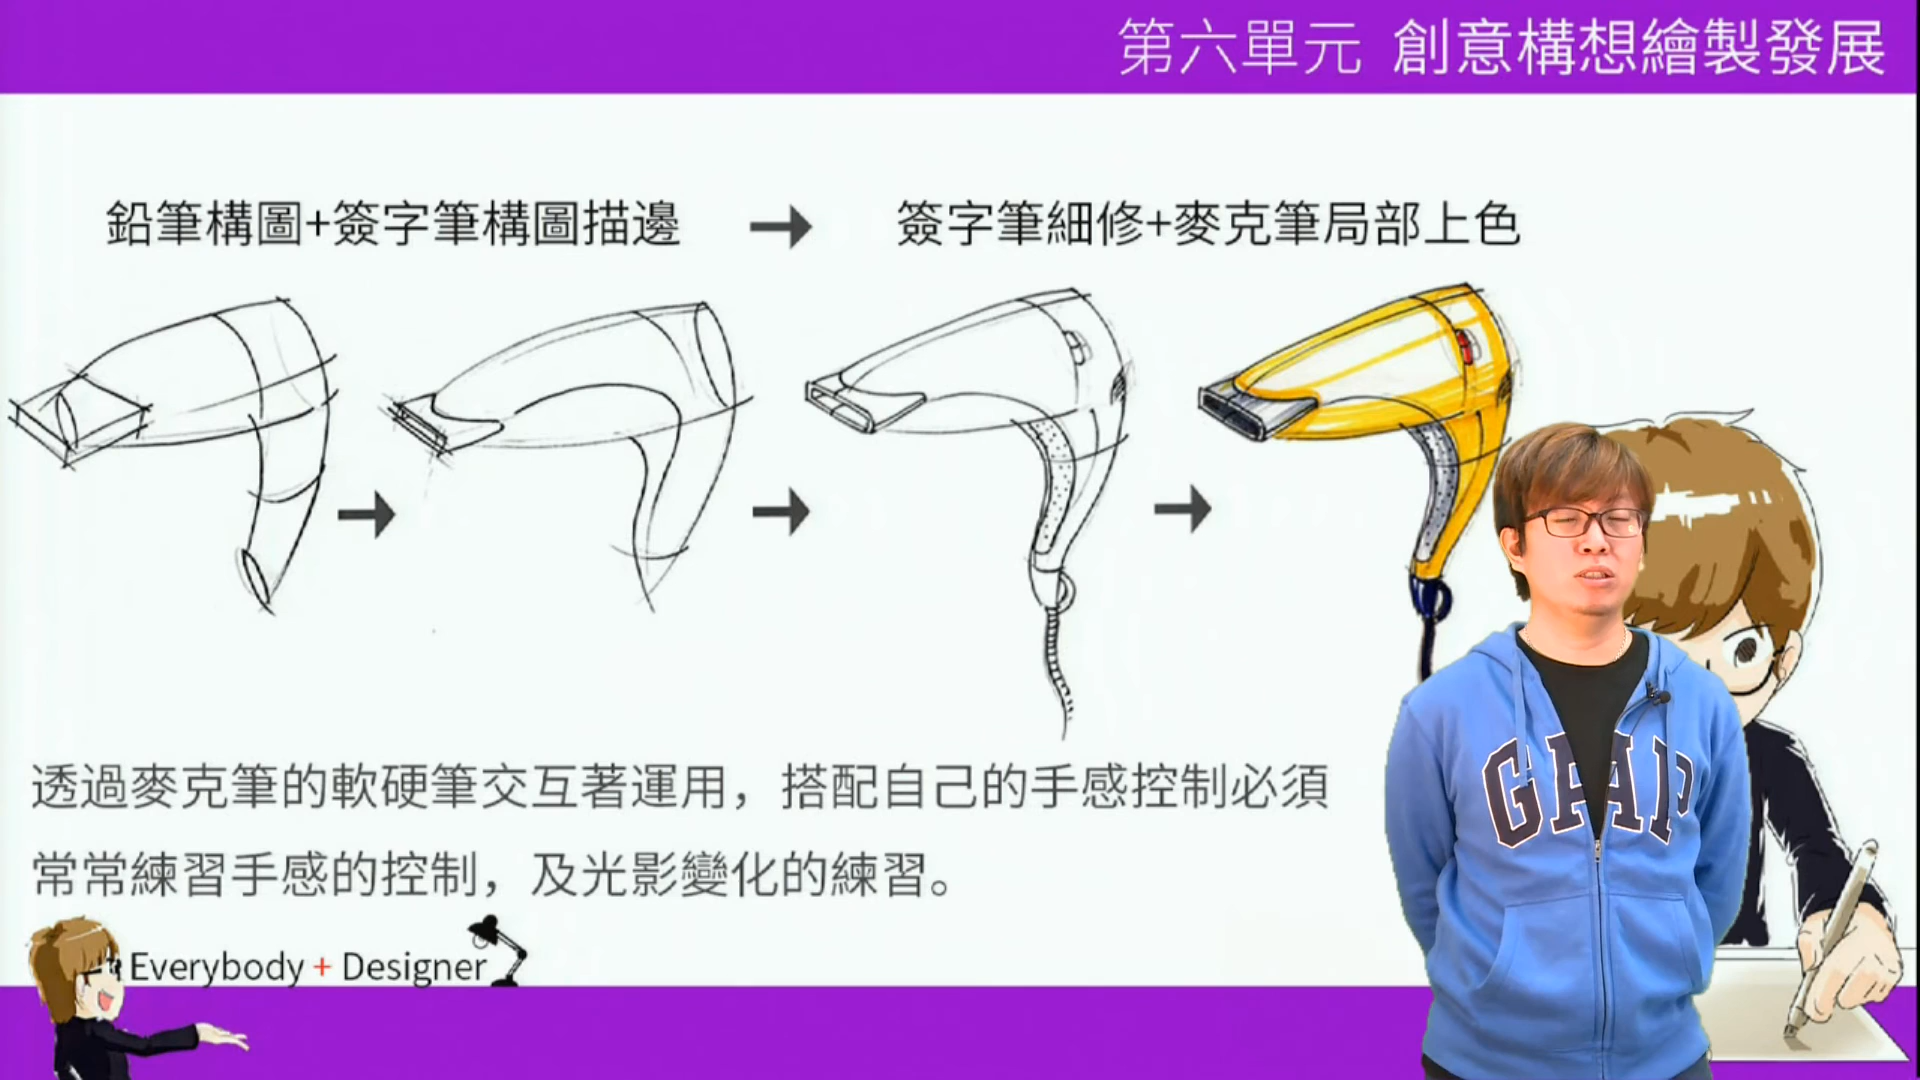 第六單元 創意構想繪製發展
鉛筆構圖+簽字筆構圖描邊
簽字筆細修+麥克筆局部上色
透過麥克筆的軟硬筆交互著運用，搭配自己的手感控制必須
常常練習手感的控制，及光影變化的練習。
Everybody + Designer
GAP